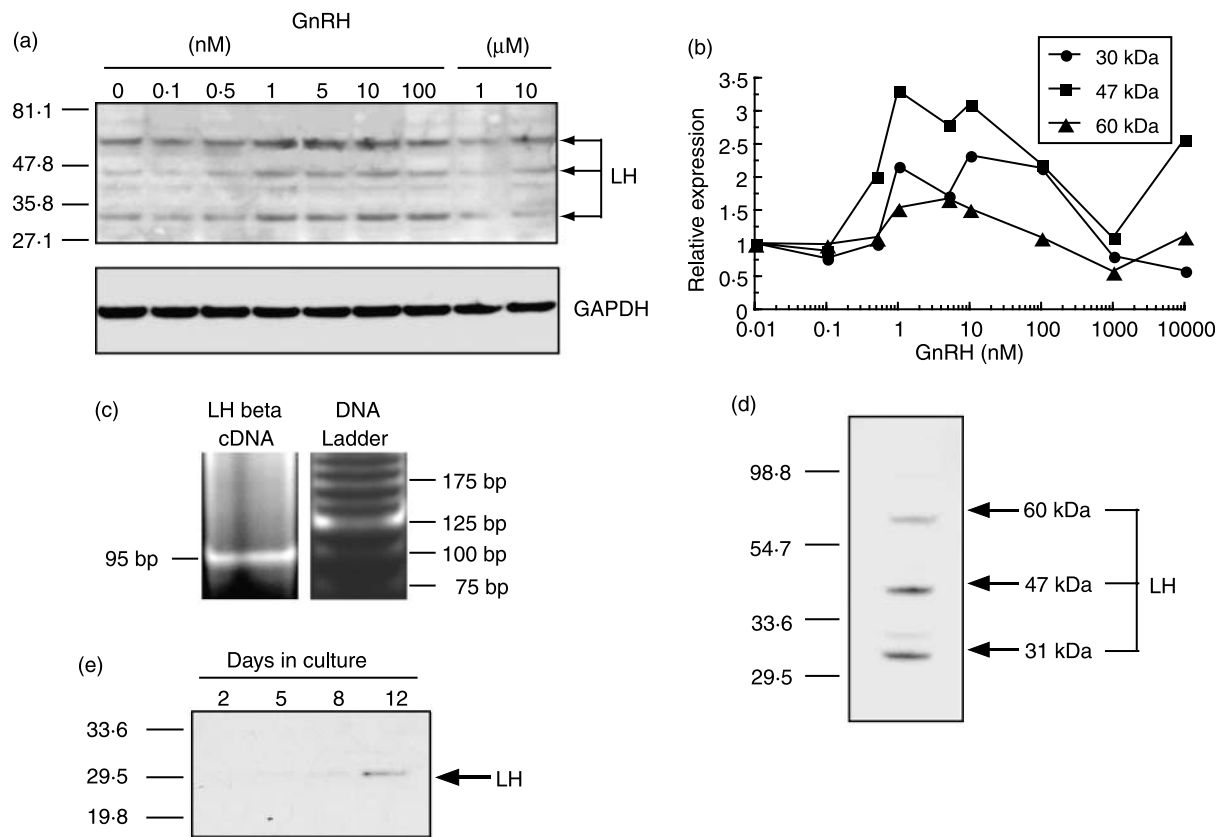 (a)
GnRH
(nM) (μM)
0 0·1 0·5 1 5 10 100 1 10
81·1
47·8
35·8
27·1
LH
GAPDH
(b)
30 kDa
47 kDa
60 kDa
Relative expression
3·5
3
2·5
2
1·5
1
0·5
0
0·01 0·1 1 10 100 1000 10000
GnRH (nM)
(c)
LH beta cDNA
DNA Ladder
95 bp
175 bp
125 bp
100 bp
75 bp
(d)
98·8
54·7
33·6
29·5
60 kDa
47 kDa
31 kDa
LH
(e)
Days in culture
2 5 8 12
33·6
29·5
19·8
LH